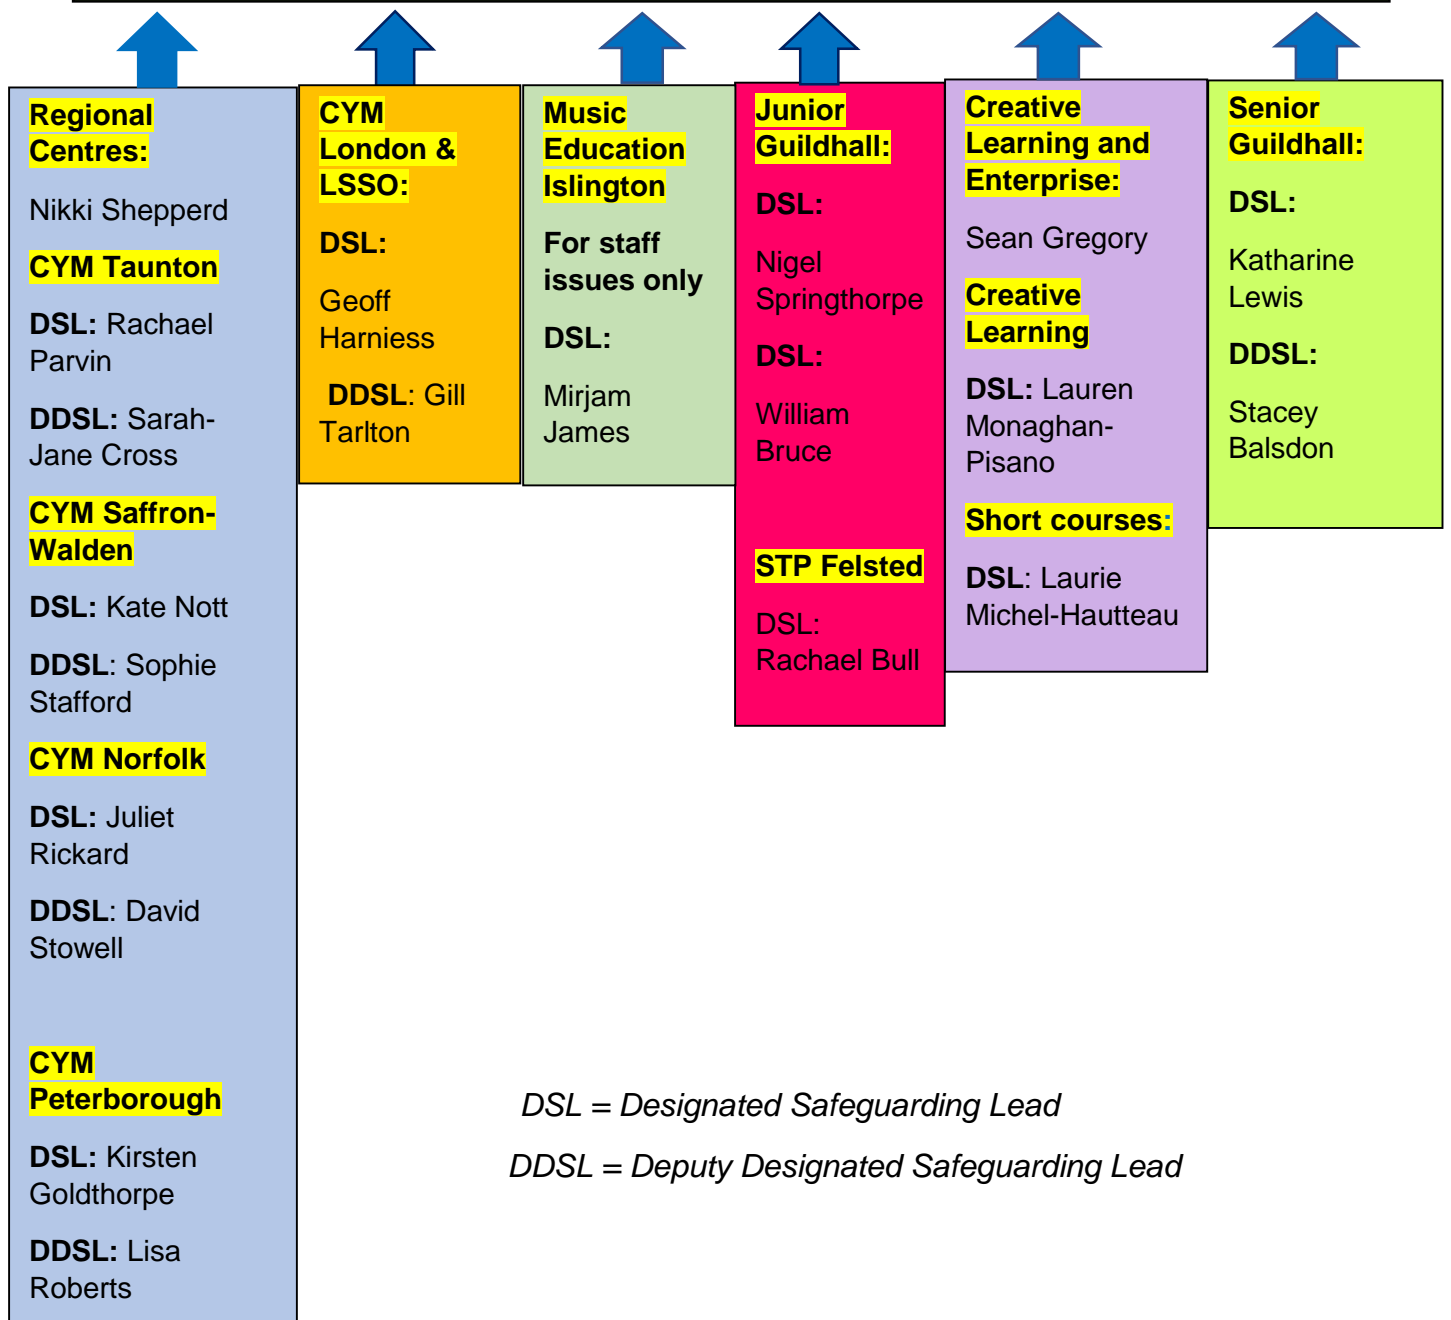 Regional
Centres:
Nikki Shepperd
CYM Taunton
DSL: Rachael
Parvin
DDSL: Sarah-
Jane Cross
CYM Saffron-
Walden
DSL: Kate Nott
DDSL: Sophie
Stafford
CYM Norfolk
DSL: Juliet
Rickard
DDSL: David
Stowell
CYM
Peterborough
DSL: Kirsten
Goldthorpe
DDSL: Lisa
Roberts
CYM
London &
LSSO:
DSL:
Geoff
Harniess
DDSL: Gill
Tarlton
Music
Education
Islington
For staff
issues only
DSL:
Mirjam
James
Junior
Guildhall:
DSL:
Nigel
Springthorpe
DSL:
William
Bruce
STP Felsted
DSL:
Rachael Bull
Creative
Learning and
Enterprise:
Sean Gregory
Creative
Learning
DSL: Lauren
Monaghan-
Pisano
Short courses:
DSL: Laurie
Michel-Hautteau
Senior
Guildhall:
DSL:
Katharine
Lewis
DDSL:
Stacey
Balsdon
DSL = Designated Safeguarding Lead
DDSL = Deputy Designated Safeguarding Lead